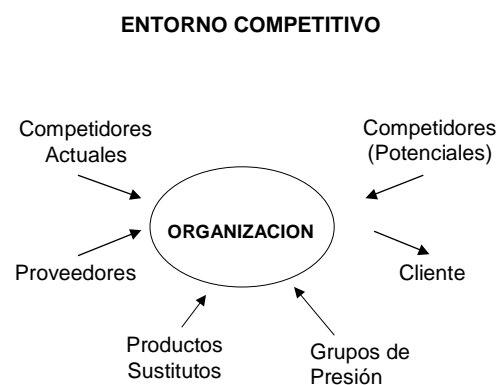 ENTORNO COMPETITIVO
Competidores
Actuales
Competidores
(Potenciales)
ORGANIZACION
Proveedores
Cliente
Productos
Sustitutos
Grupos de
Presión